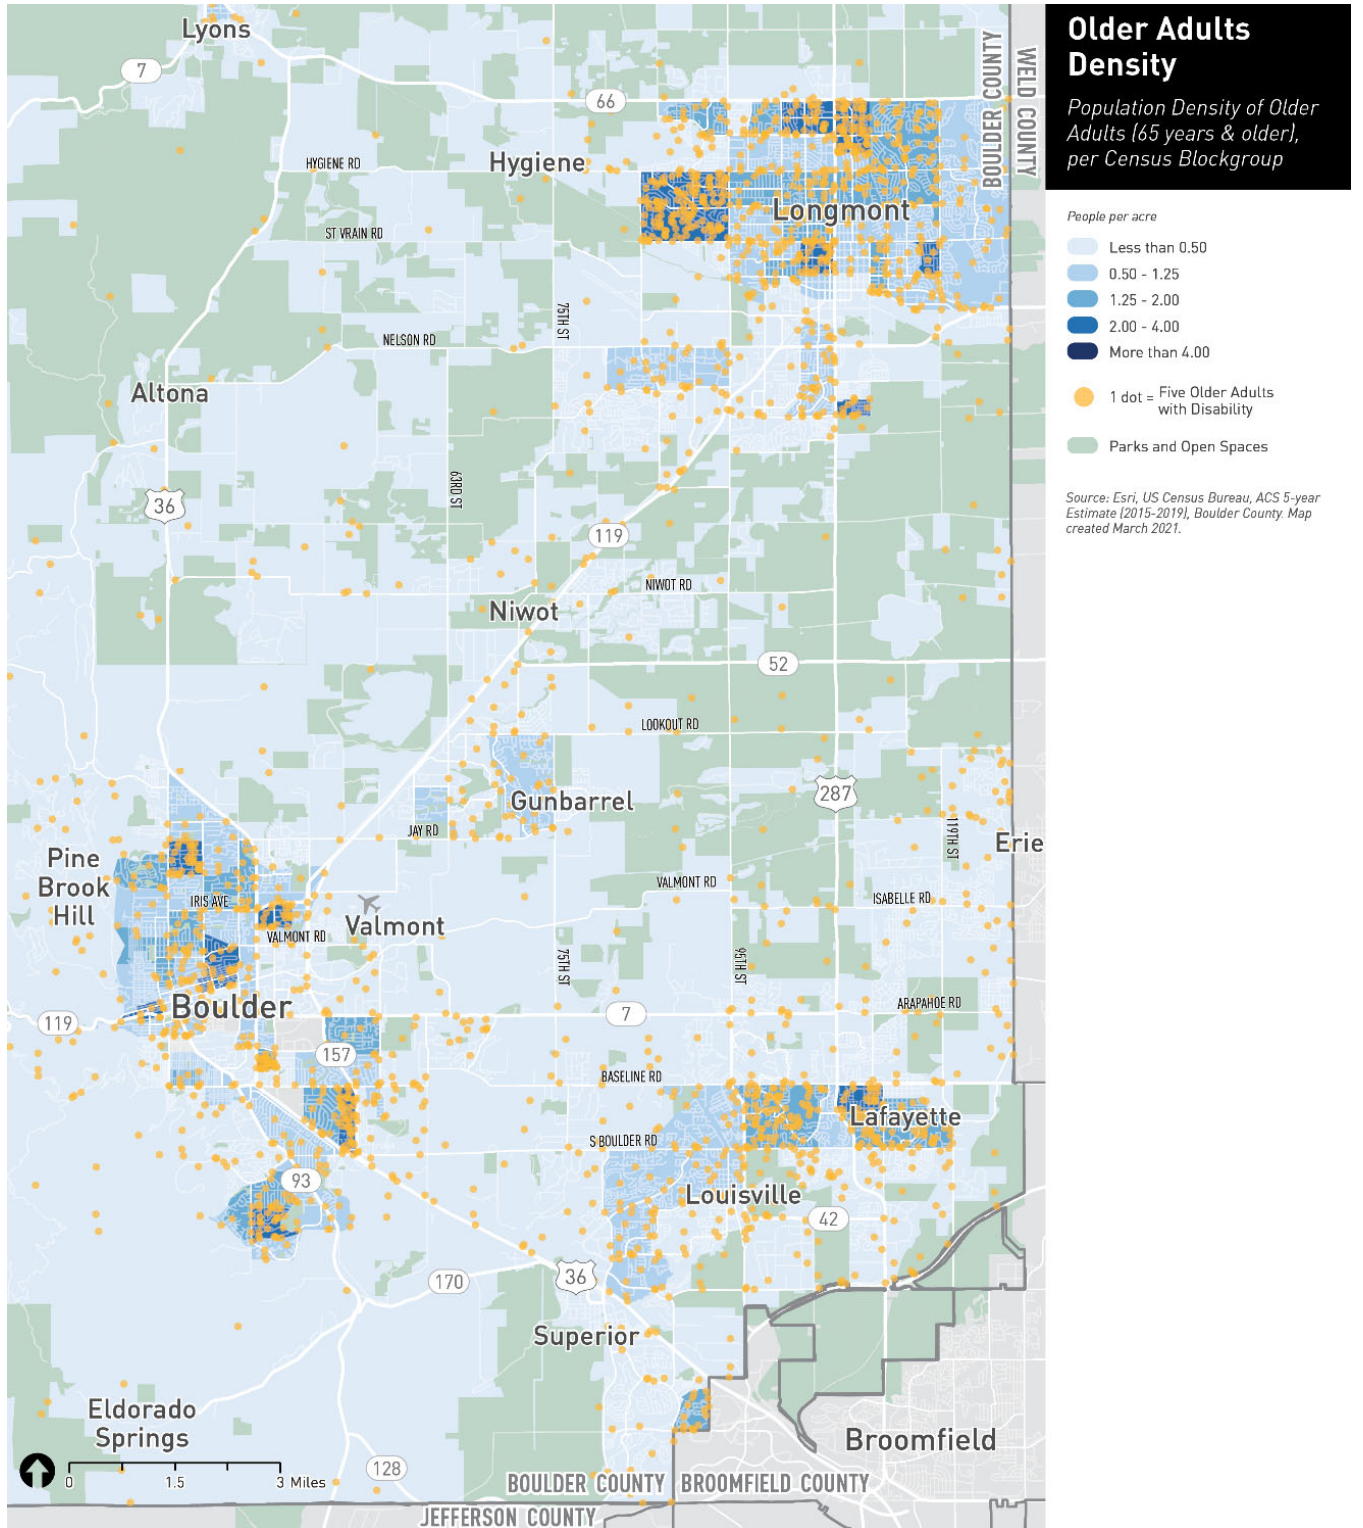 Older Adults
Density
Population Density of Older
Adults (65 years & older),
per Census Blockgroup
People per acre
Less than 0.50
0.50 - 1.25
1.25 - 2.00
2.00 - 4.00
More than 4.00
1 dot = Five Older Adults
with Disability
Parks and Open Spaces
Source: Esri, US Census Bureau, ACS 5-year
Estimate (2015-2019), Boulder County. Map
created March 2021.
Lyons
7
66
BOULDER COUNTY
WELD COUNTY
HYGIENE RD
Hygiene
Longmont
ST VRAIN RD
75TH ST
NELSON RD
Altona
63RD ST
36
119
NIWOT RD
Niwot
52
LOOKOUT RD
287
Gunbarrel
JAY RD
119TH ST
Erie
Pine
Brook
Hill
VALMONT RD
IRIS AVE
ISABELLE RD
Valmont
VALMONT RD
75TH ST
95TH ST
Boulder
ARAPAHOE RD
119
7
157
BASELINE RD
Lafayette
S BOULDER RD
93
Louisville
42
170
36
Superior
Eldorado
Springs
Broomfield
128
0
1.5
3 Miles
BOULDER COUNTY
BROOMFIELD COUNTY
JEFFERSON COUNTY